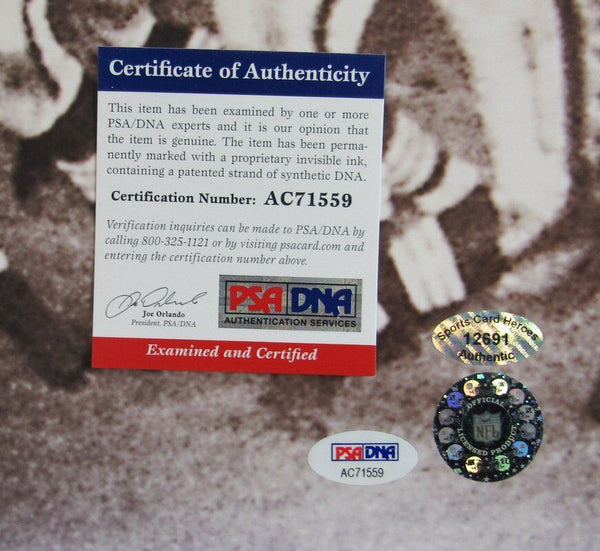 Certificate of Authenticity
This item has been examined by one or more
PSA/DNA experts and it is our opinion that
the item is genuine. The item has been perma-
nently marked with a proprietary invisible ink,
containing a patented strand of synthetic DNA.
Certification Number: AC71559
Verification inquiries can be made to PSA/DNA by
calling 800-325-1121 or by visiting psacard.com and
entering the certification number above.
Joe Orlando
President, PSA/DNA
PSA DNA
AUTHENTICATION SERVICES
Examined and Certified
Sports Card Heroes
12691
Authentic
OFFICIAL
NFL
LICENSED PRODUCT
PSA DNA
AC71559